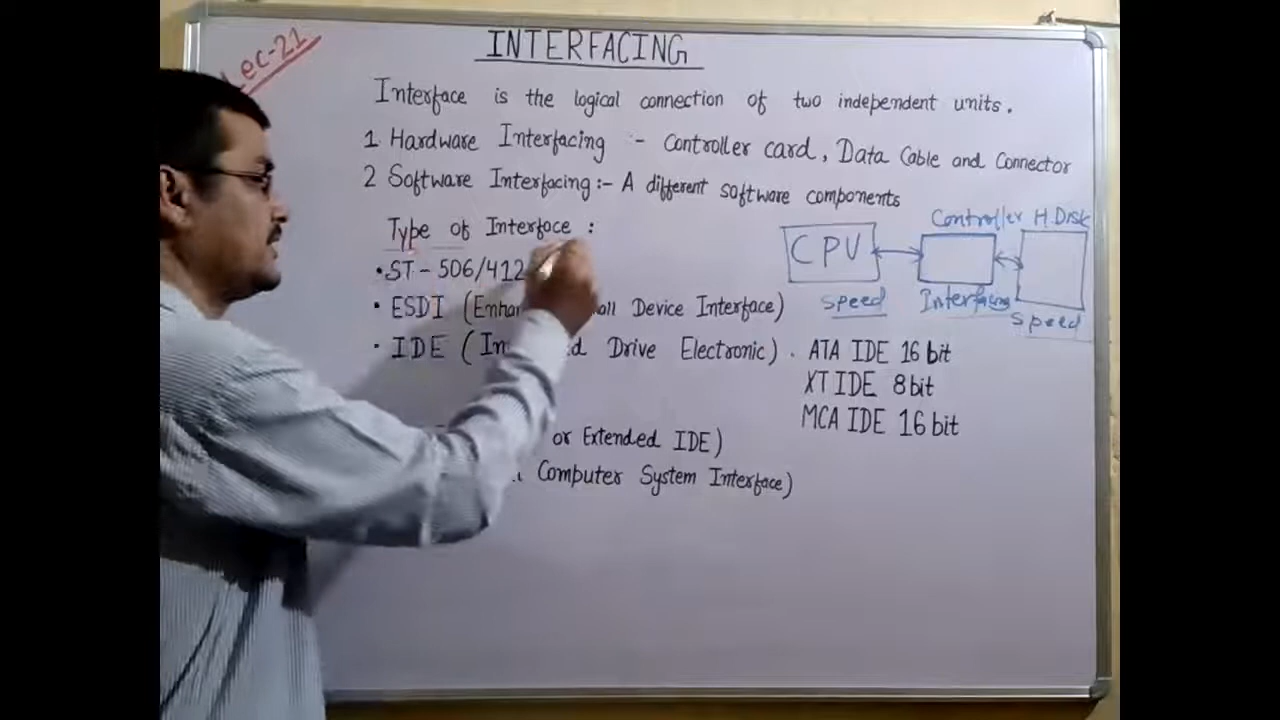 Lec-21
INTERFACING
Interface is the logical connection of two independent units.
1 Hardware Interfacing :- Controller card, Data Cable and Connector
2 Software Interfacing :- A different software components
Type of Interface :
• ST - 506/412
• ESDI ( Device Interface)
• IDE ( Drive Electronic) . ATA IDE 16 bit
XT IDE 8bit
MCA IDE 16 bit
or Extended IDE)
Computer System Interface)
Controller H.Disk
CPU
Speed Interfacing
Speed